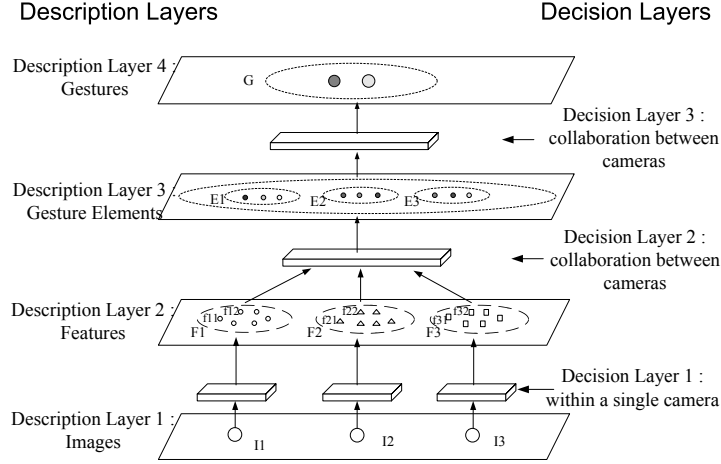 Description Layers
Decision Layers
Description Layer 4 :
Gestures
G
Decision Layer 3 :
collaboration between
cameras
Description Layer 3 :
Gesture Elements
E1
E2
E3
Decision Layer 2 :
collaboration between
cameras
Description Layer 2 :
Features
f12
f11
F1
f22
f21
F2
f32
f31
F3
Decision Layer 1 :
within a single camera
Description Layer 1 :
Images
I1
I2
I3